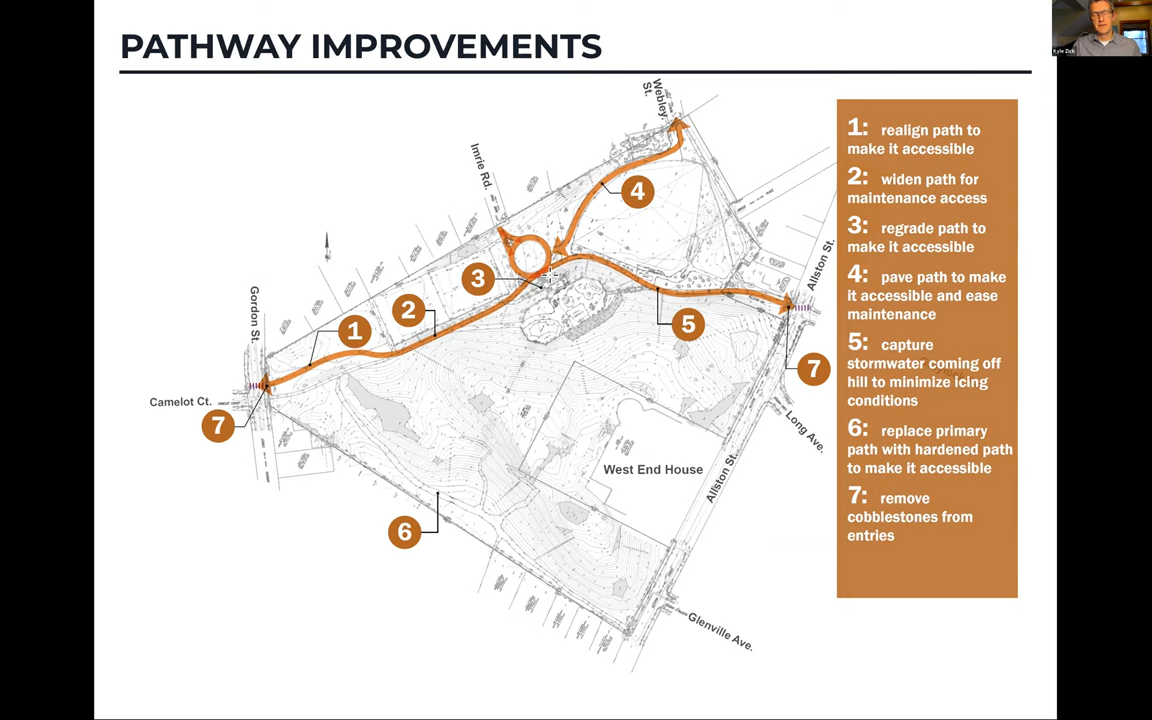 PATHWAY IMPROVEMENTS
Kyle Zick
Webley
St.
Imrie Rd.
Allston St.
Gordon St.
Camelot Ct.
Long Ave.
Allston St.
West End House
Glenville Ave.
1
2
3
4
5
6
7
7
1: realign path to
make it accessible
2: widen path for
maintenance access
3: regrade path to
make it accessible
4: pave path to make
it accessible and ease
maintenance
5: capture
stormwater coming off
hill to minimize icing
conditions
6: replace primary
path with hardened path
to make it accessible
7: remove
cobblestones from
entries